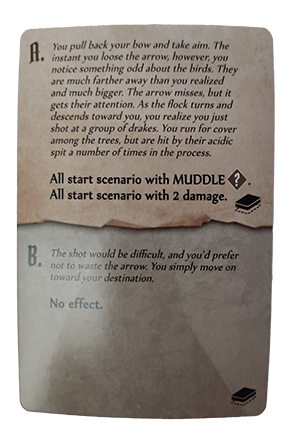 A. You pull back your bow and take aim. The
instant you loose the arrow, however, you
notice something odd about the birds. They
are much farther away than you realized
and much bigger. The arrow misses, but it
gets their attention. As the flock turns and
descends toward you, you realize you just
shot at a group of drakes. You run for cover
among the trees, but are hit by their acidic
spit a number of times in the process.
All start scenario with MUDDLE ?.
All start scenario with 2 damage.
B. The shot would be difficult, and you'd prefer
not to waste the arrow. You simply move on
toward your destination.
No effect.